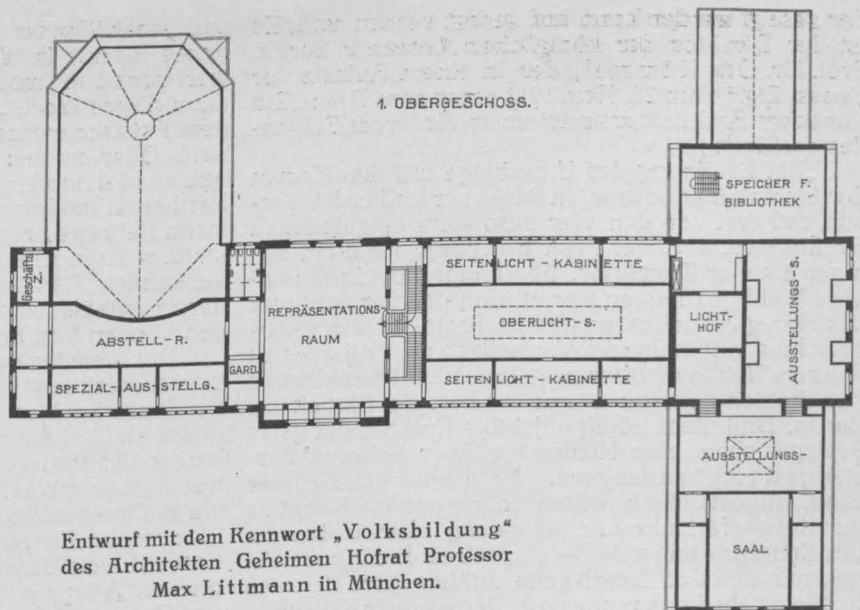 1. OBERGESCHOSS.
SPEICHER F.
BIBLIOTHEK
Geschäfts
Z.
SEITENLICHT - KABINETTE
REPRÄSENTATIONS
RAUM
OBERLICHT-S.
LICHT-
HOF
AUSSTELLUNGS-S.
ABSTELL-R.
GARD.
SPEZIAL-AUS-STELLG.
SEITENLICHT-KABINETTE
AUSSTELLUNGS-
SAAL
Entwurf mit dem Kennwort „Volksbildung“
des Architekten Geheimen Hofrat Professor
Max Littmann in München.